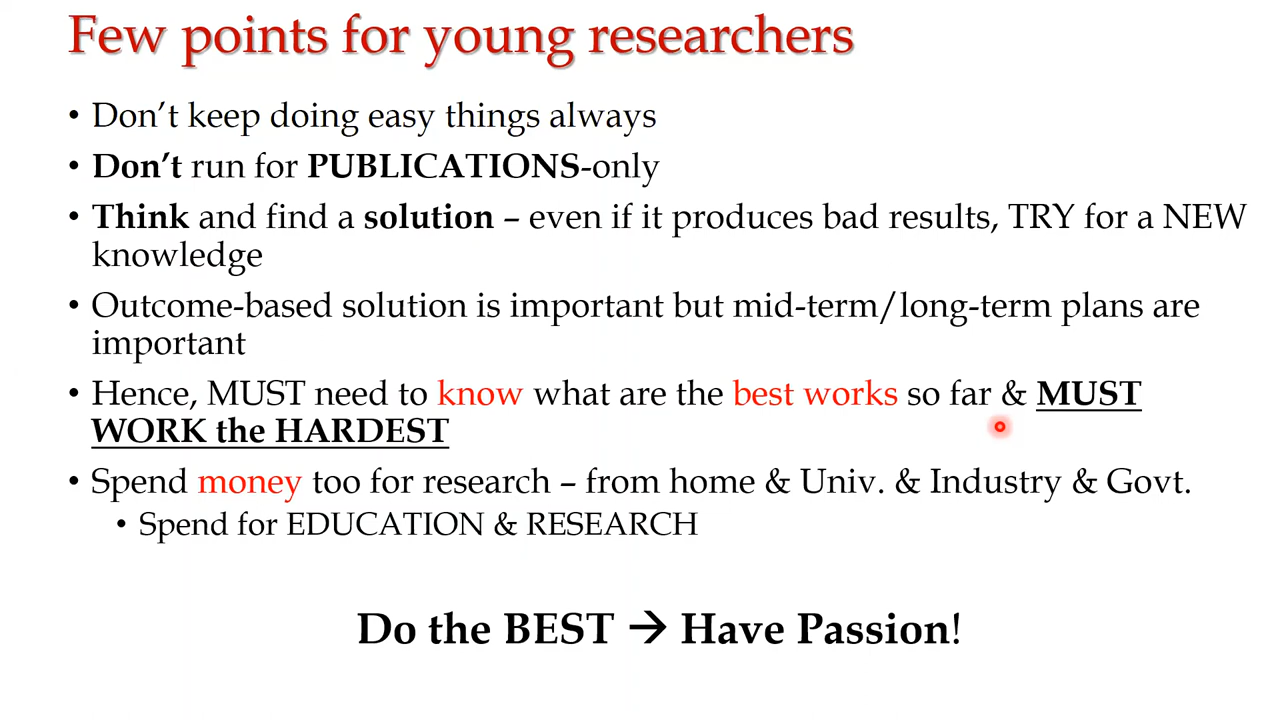 Few points for young researchers
• Don’t keep doing easy things always
• Don’t run for PUBLICATIONS-only
• Think and find a solution – even if it produces bad results, TRY for a NEW
knowledge
• Outcome-based solution is important but mid-term/long-term plans are
important
• Hence, MUST need to know what are the best works so far & MUST
WORK the HARDEST
• Spend money too for research – from home & Univ. & Industry & Govt.
• Spend for EDUCATION & RESEARCH
Do the BEST → Have Passion!